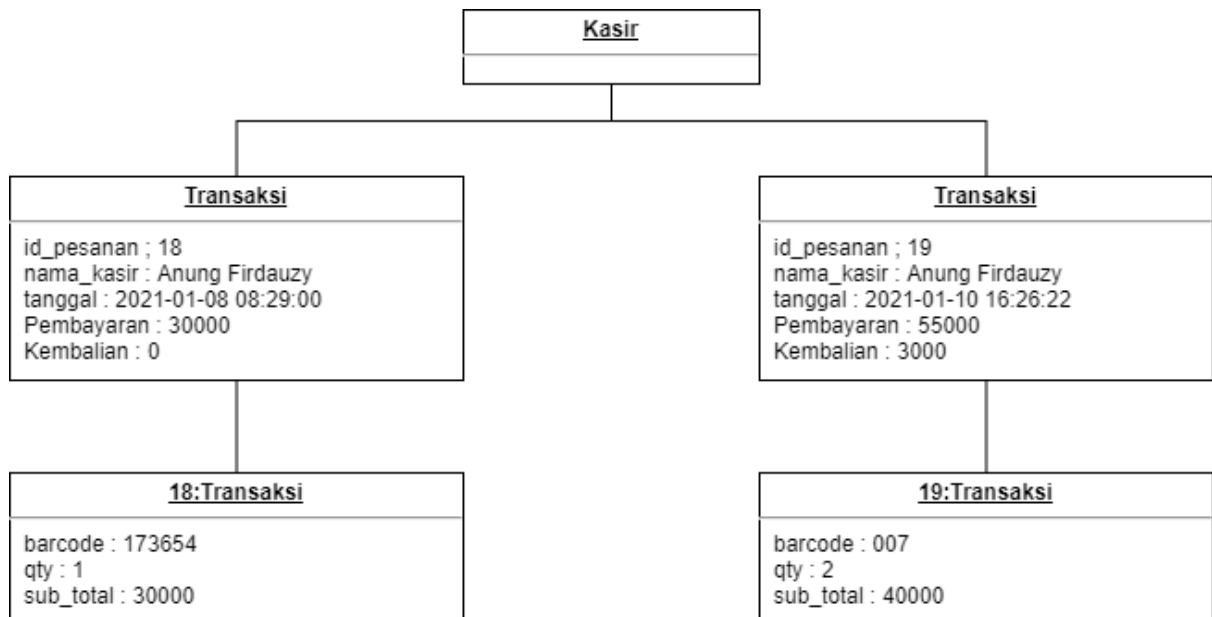 Kasir
Transaksi
id_pesanan ; 18
nama_kasir : Anung Firdauzy
tanggal : 2021-01-08 08:29:00
Pembayaran : 30000
Kembalian : 0
Transaksi
id_pesanan ; 19
nama_kasir : Anung Firdauzy
tanggal : 2021-01-10 16:26:22
Pembayaran : 55000
Kembalian : 3000
18:Transaksi
barcode : 173654
qty : 1
sub_total : 30000
19:Transaksi
barcode : 007
qty : 2
sub_total : 40000